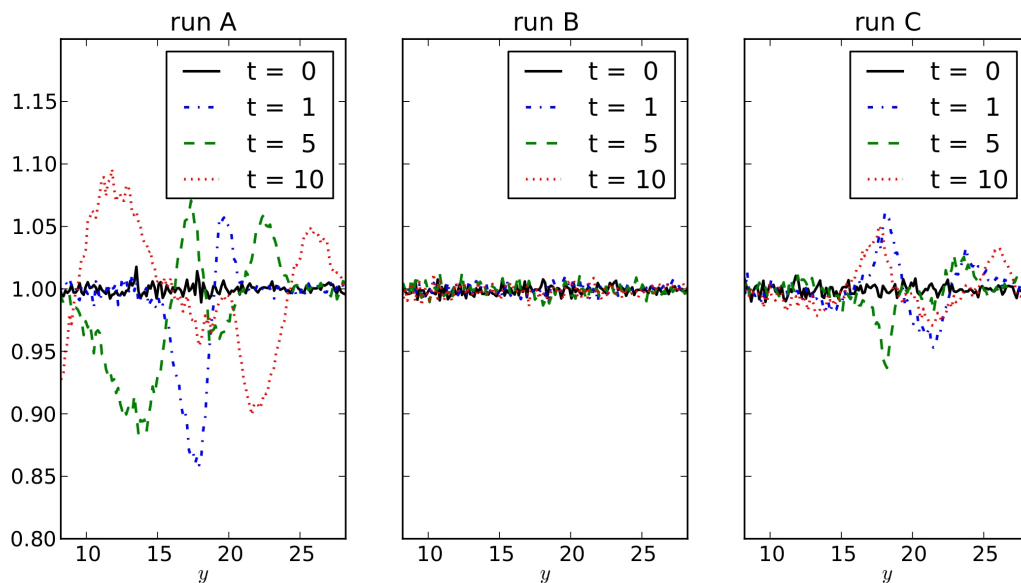 run A
run B
run C
t = 0
t = 1
t = 5
t = 10
t = 0
t = 1
t = 5
t = 10
t = 0
t = 1
t = 5
t = 10
1.15
1.10
1.05
1.00
0.95
0.90
0.85
0.80
10 15 20 25
10 15 20 25
10 15 20 25
y
y
y